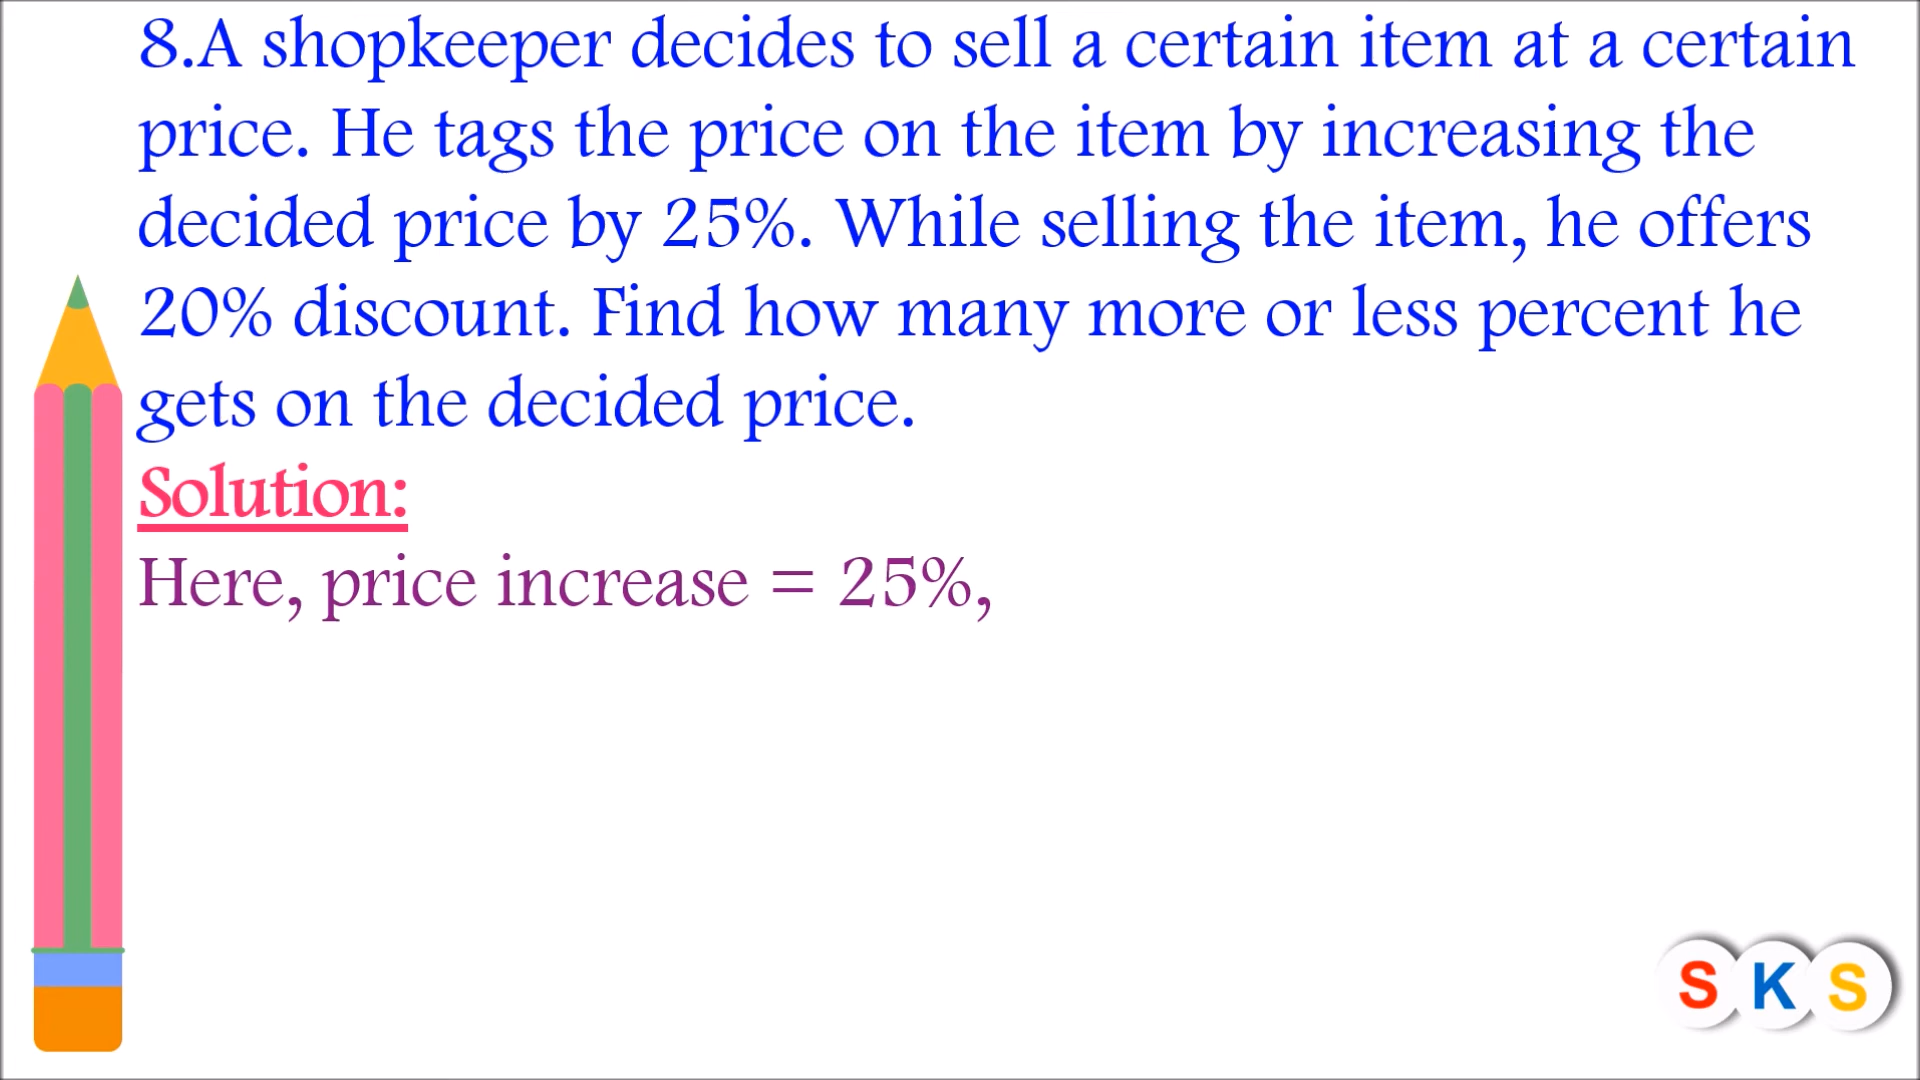 8.A shopkeeper decides to sell a certain item at a certain
price. He tags the price on the item by increasing the
decided price by 25%. While selling the item, he offers
20% discount. Find how many more or less percent he
gets on the decided price.
Solution:
Here, price increase = 25%,
S K S